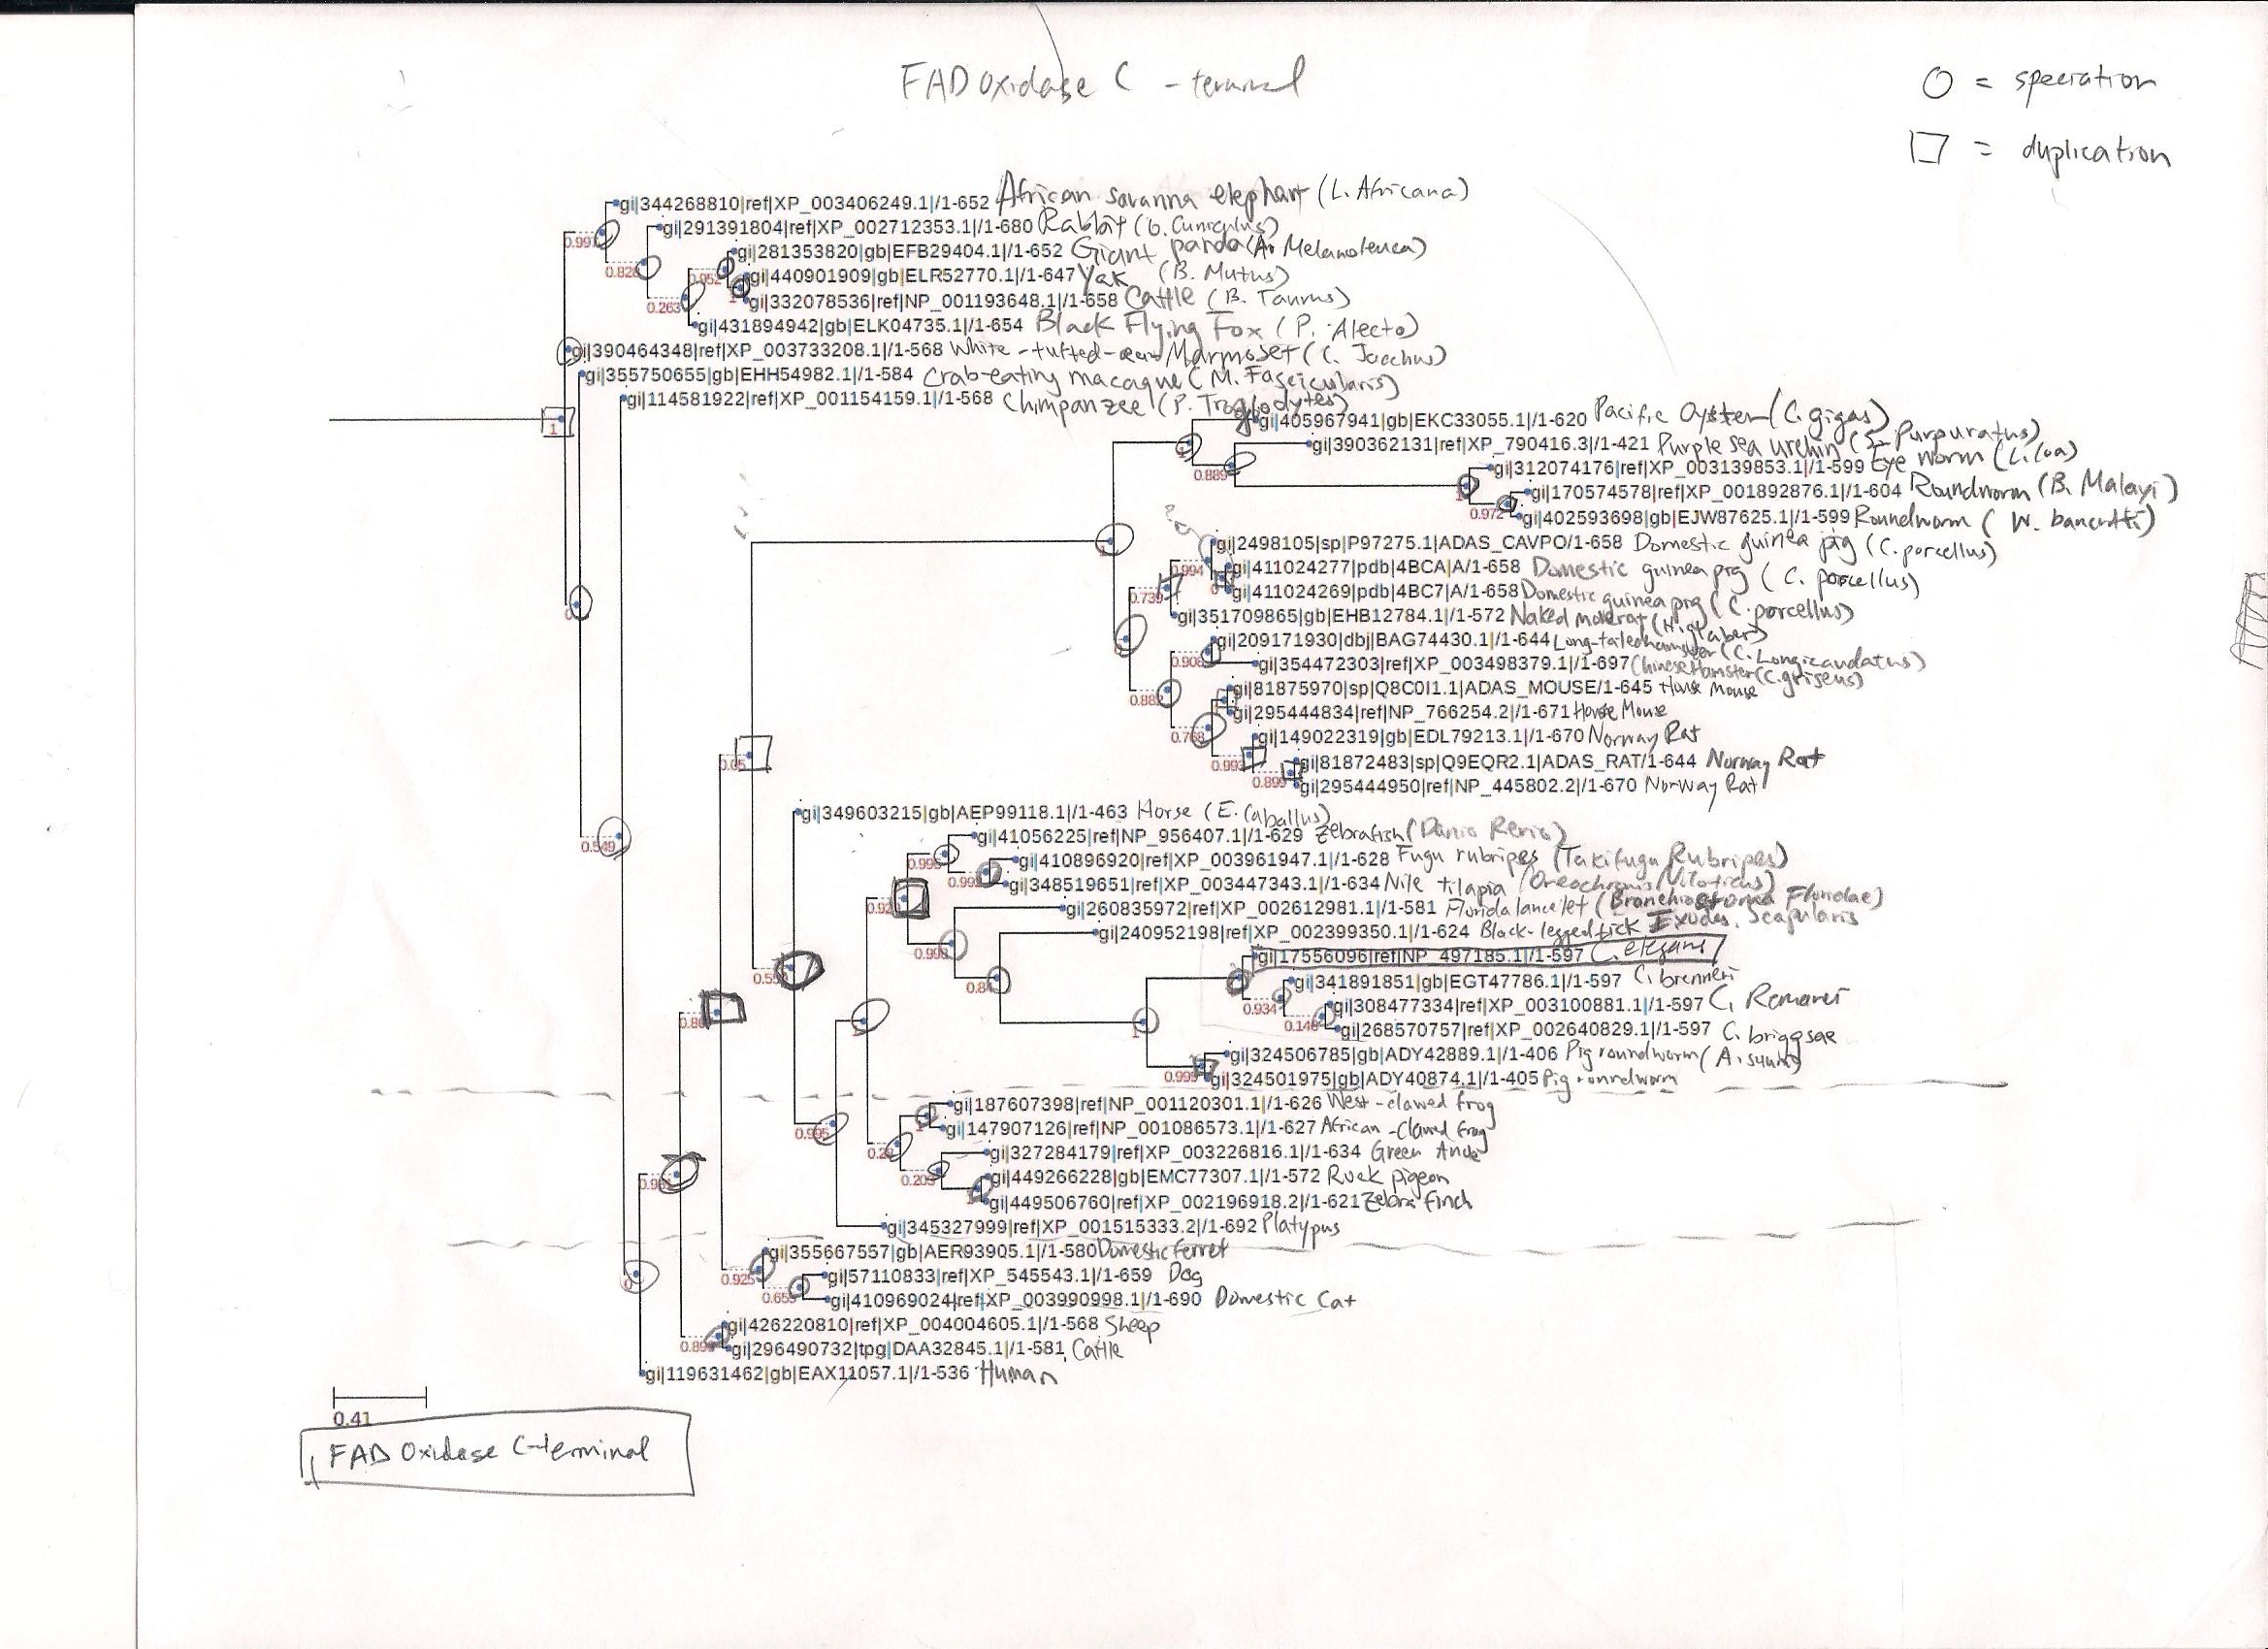 FAD oxidase C-terminal
O = speciation
□ = duplication
gi|344268810|ref|XP_003406249.1|/1-652 African savanna elephant (L. Africana)
0.997
gi|291391804|ref|XP_002712353.1|/1-680 Rabbit (O. Cuniculus)
0.828
gi|281353820|gb|EFB29404.1|/1-652 Giant panda (A. Melanoleuca)
0.952
gi|440901909|gb|ELR52770.1|/1-647 Yak (B. Mutus)
1
gi|332078536|ref|NP_001193648.1|/1-658 Cattle (B. Taurus)
0.263
gi|431894942|gb|ELK04735.1|/1-654 Black Flying Fox (P. Alecto)
gi|390464348|ref|XP_003733208.1|/1-568 White-tufted-ear Marmoset (C. Jacchus)
gi|355750655|gb|EHH54982.1|/1-584 Crab-eating macaque (M. Fascicularis)
gi|114581922|ref|XP_001154159.1|/1-568 Chimpanzee (P. Troglodytes)
1
gi|405967941|gb|EKC33055.1|/1-620 Pacific Oyster (C. gigas)
1
gi|390362131|ref|XP_790416.3|/1-421 Purple sea urchin (S. Purpuratus)
0.889
gi|312074176|ref|XP_003139853.1|/1-599 Eye worm (L. loa)
1
gi|170574578|ref|XP_001892876.1|/1-604 Roundworm (B. Malayi)
0.972
gi|402593698|gb|EJW87625.1|/1-599 Roundworm (W. bancrofti)
gi|2498105|sp|P97275.1|ADAS_CAVPO/1-658 Domestic guinea pig (C. porcellus)
1
0.994
gi|411024277|pdb|4BCA|A/1-658 Domestic guinea pig (C. porcellus)
0
gi|411024269|pdb|4BC7|A/1-658 Domestic guinea pig (C. porcellus)
0.739
gi|351709865|gb|EHB12784.1|/1-572 Naked molerat (H. glaber)
0
gi|209171930|dbj|BAG74430.1|/1-644 Long-tailed hamster (C. Longicaudatus)
0
0.908
gi|354472303|ref|XP_003498379.1|/1-697 Chinese Hamster (C. griseus)
gi|81875970|sp|Q8C0I1.1|ADAS_MOUSE/1-645 House Mouse
0.882
gi|295444834|ref|NP_766254.2|/1-671 House Mouse
0.768
gi|149022319|gb|EDL79213.1|/1-670 Norway Rat
0.05
0.993
gi|81872483|sp|Q9EQR2.1|ADAS_RAT/1-644 Norway Rat
0.899
gi|295444950|ref|NP_445802.2|/1-670 Norway Rat
gi|349603215|gb|AEP99118.1|/1-463 Horse (E. Caballus)
gi|41056225|ref|NP_956407.1|/1-629 Zebrafish (Danio Rerio)
0.549
gi|410896920|ref|XP_003961947.1|/1-628 Fugu rubripes (Takifugu Rubripes)
gi|348519651|ref|XP_003447343.1|/1-634 Nile tilapia (Oreochromis Niloticus)
gi|260835972|ref|XP_002612981.1|/1-581 Florida lancelet (Branchiostoma Floridae)
gi|240952198|ref|XP_002399350.1|/1-624 Black-legged tick Ixodes Scapularis
gi|17556096|ref|NP_497185.1|/1-597 C. elegans
gi|341891851|gb|EGT47786.1|/1-597 C. brenneri
0.934
gi|308477334|ref|XP_003100881.1|/1-597 C. Remanei
gi|268570757|ref|XP_002640829.1|/1-597 C. briggsae
1
gi|324506785|gb|ADY42889.1|/1-406 Pig roundworm (A. suum)
gi|324501975|gb|ADY40874.1|/1-405 Pig roundworm
gi|187607398|ref|NP_001120301.1|/1-626 West-clawed frog
gi|147907126|ref|NP_001086573.1|/1-627 African-clawed frog
0.995
gi|327284179|ref|XP_003226816.1|/1-634 Green Anole
gi|449266228|gb|EMC77307.1|/1-572 Rock pigeon
0.203
gi|449506760|ref|XP_002196918.2|/1-621 Zebra finch
gi|345327999|ref|XP_001515333.2|/1-692 Platypus
gi|355667557|gb|AER93905.1|/1-580 Domestic ferret
gi|57110833|ref|XP_545543.1|/1-659 Dog
0
0.925
gi|410969024|ref|XP_003990998.1|/1-690 Domestic Cat
gi|426220810|ref|XP_004004605.1|/1-568 Sheep
gi|296490732|tpg|DAA32845.1|/1-581 Cattle
gi|119631462|gb|EAX11057.1|/1-536 Human
0.41
FAD Oxidase C-terminal